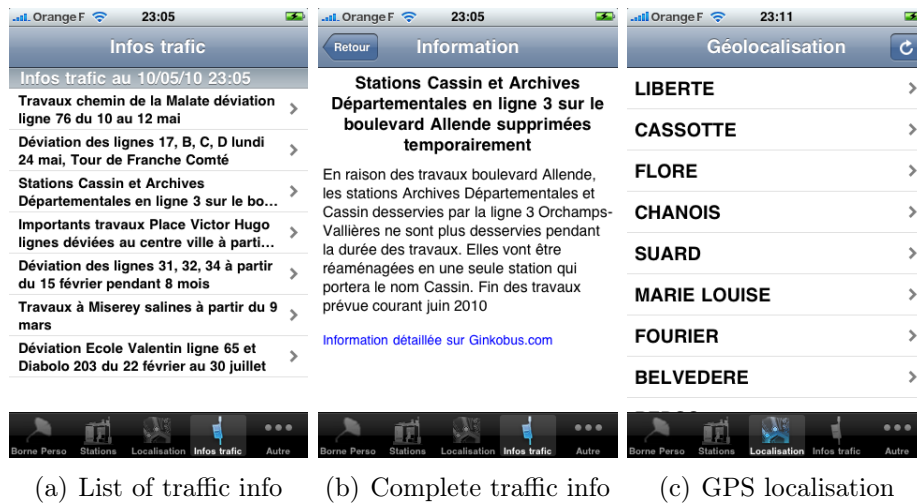 Orange F 23:05
Infos trafic
Infos trafic au 10/05/10 23:05
Travaux chemin de la Malate déviation
ligne 76 du 10 au 12 mai
Déviation des lignes 17, B, C, D lundi
24 mai, Tour de Franche Comté
Stations Cassin et Archives
Départementales en ligne 3 sur le bo...
Importants travaux Place Victor Hugo
lignes déviées au centre ville à parti...
Déviation des lignes 31, 32, 34 à partir
du 15 février pendant 8 mois
Travaux à Miserey salines à partir du 9
mars
Déviation Ecole Valentin ligne 65 et
Diabolo 203 du 22 février au 30 juillet
Borne Perso Stations Localisation Infos trafic Autre
(a) List of traffic info
Orange F 23:05
Retour Information
Stations Cassin et Archives
Départementales en ligne 3 sur le
boulevard Allende supprimées
temporairement
En raison des travaux boulevard Allende,
les stations Archives Départementales et
Cassin desservies par la ligne 3 Orchamps-
Vallières ne sont plus desservies pendant
la durée des travaux. Elles vont être
réaménagées en une seule station qui
portera le nom Cassin. Fin des travaux
prévue courant juin 2010
Information détaillée sur Ginkobus.com
Borne Perso Stations Localisation Infos trafic Autre
(b) Complete traffic info
Orange F 23:11
Géolocalisation
LIBERTE
CASSOTTE
FLORE
CHANOIS
SUARD
MARIE LOUISE
FOURIER
BELVEDERE
Borne Perso Stations Localisation Infos trafic Autre
(c) GPS localisation